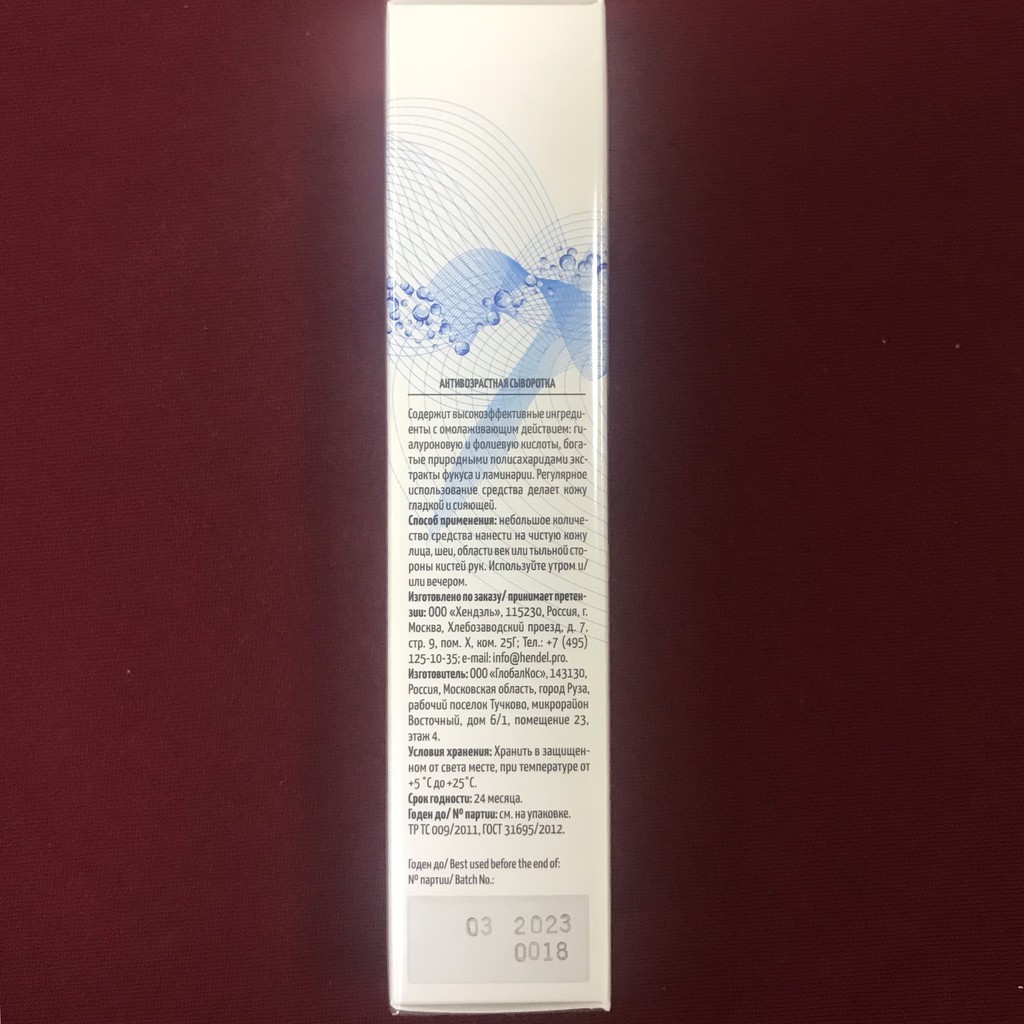 АНТИВОЗРАСТНАЯ СЫВОРОТКА
Содержит высокоэффективные ингреди-
енты с омолаживающим действием: ги-
алуроновую и фолиевую кислоты, бога-
тые природными полисахаридами экс-
тракты фукуса и ламинарии. Регулярное
использование средства делает кожу
гладкой и сияющей.
Способ применения: небольшое количе-
ство средства нанести на чистую кожу
лица, шеи, области век или тыльной сто-
роны кистей рук. Используйте утром и/
или вечером.
Изготовлено по заказу/ принимает претен-
зии: ООО «Хендэль», 115230, Россия, г.
Москва, Хлебозаводский проезд, д. 7,
стр. 9, пом. X, ком. 25Г; Тел.: +7 (495)
125-10-35; e-mail: info@hendel.pro.
Изготовитель: ООО «ГлобалКос», 143130,
Россия, Московская область, город Руза,
рабочий поселок Тучково, микрорайон
Восточный, дом 6/1, помещение 23,
этаж 4.
Условия хранения: Хранить в защищен-
ном от света месте, при температуре от
+5 °С до +25°С.
Срок годности: 24 месяца.
Годен до/ № партии: см. на упаковке.
ТР ТС 009/2011, ГОСТ 31695/2012.
Годен до/ Best used before the end of:
№ партии/ Batch No.:
03 2023
0018